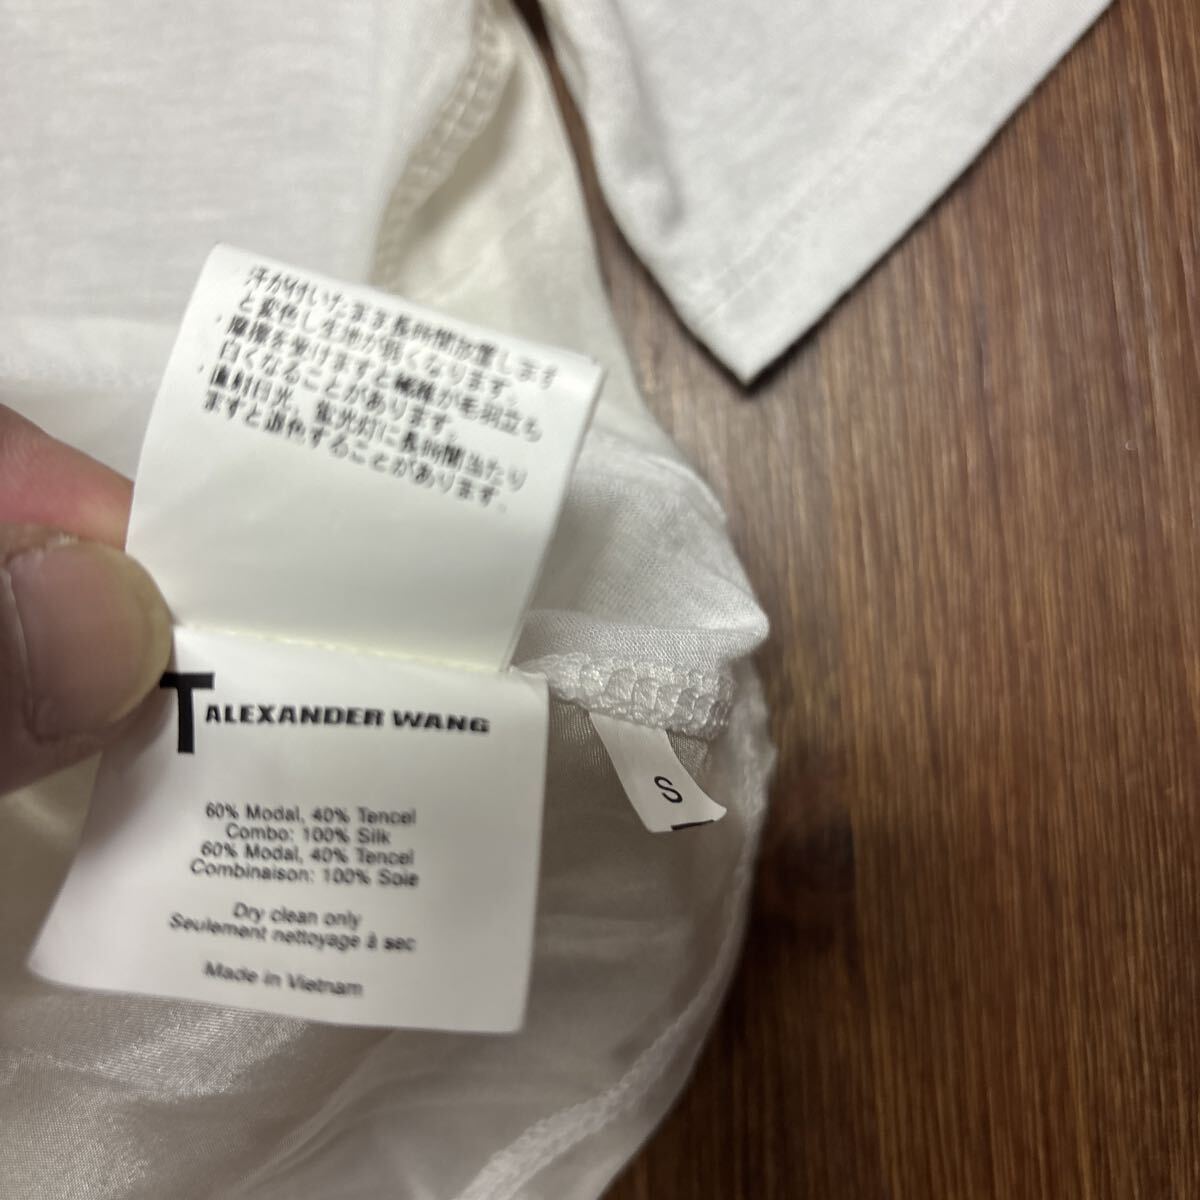 汗が付いたまま長時間放置します
と変色し生地が弱くなります。
・摩擦を受けますと繊維が毛羽立ち
白くなることがあります。
・直射日光、蛍光灯に長時間当たり
ますと退色することがあります。
T ALEXANDER WANG
60% Modal, 40% Tencel
Combo: 100% Silk
60% Modal, 40% Tencel
Combinaison: 100% Soie
Dry clean only
Seulement nettoyage à sec
Made in Vietnam
S